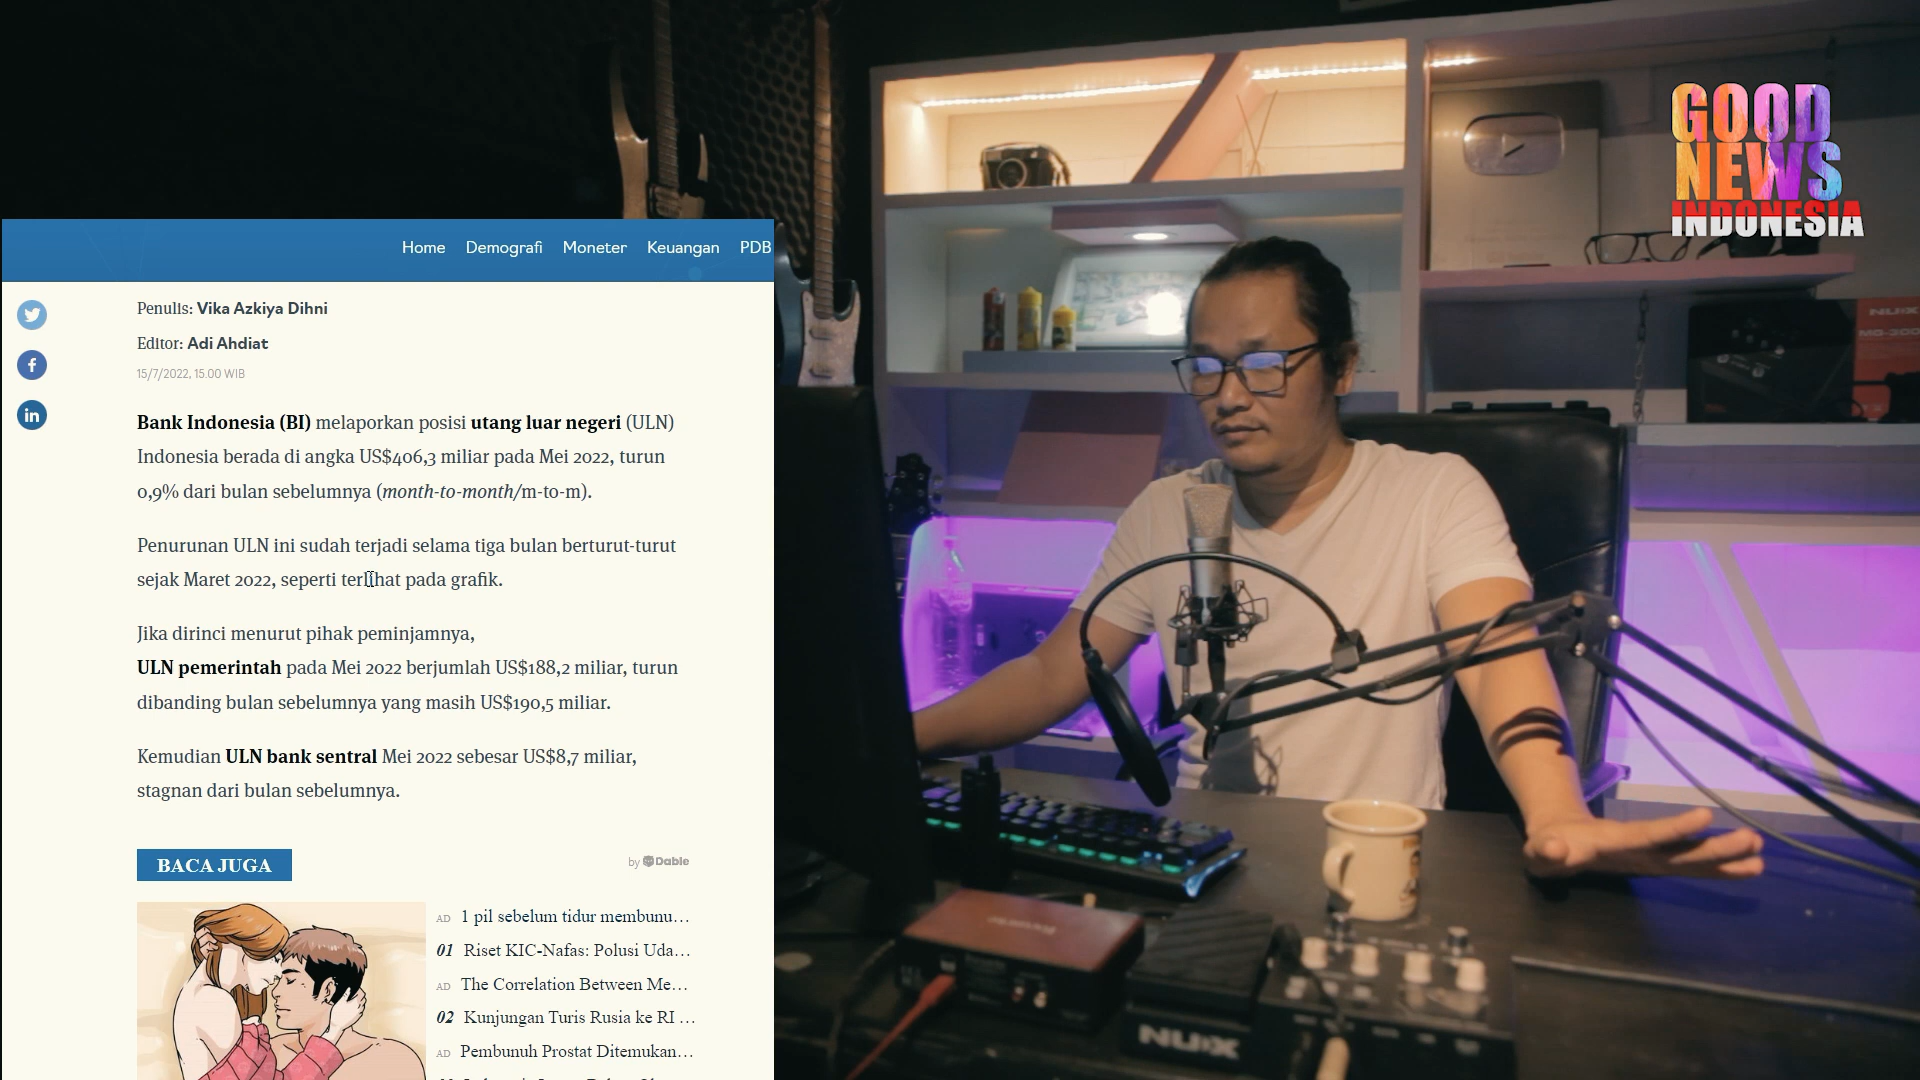 GOOD
NEWS
INDONESIA
Home Demografi Moneter Keuangan PDB
Penulis: Vika Azkiya Dihni
Editor: Adi Ahdiat
15/7/2022, 15.00 WIB
Bank Indonesia (BI) melaporkan posisi utang luar negeri (ULN)
Indonesia berada di angka US$406,3 miliar pada Mei 2022, turun
0,9% dari bulan sebelumnya (month-to-month/m-to-m).
Penurunan ULN ini sudah terjadi selama tiga bulan berturut-turut
sejak Maret 2022, seperti terlihat pada grafik.
Jika dirinci menurut pihak peminjamnya,
ULN pemerintah pada Mei 2022 berjumlah US$188,2 miliar, turun
dibanding bulan sebelumnya yang masih US$190,5 miliar.
Kemudian ULN bank sentral Mei 2022 sebesar US$8,7 miliar,
stagnan dari bulan sebelumnya.
BACA JUGA
by Dable
AD 1 pil sebelum tidur membunu...
01 Riset KIC-Nafas: Polusi Uda...
AD The Correlation Between Me...
02 Kunjungan Turis Rusia ke RI ...
AD Pembunuh Prostat Ditemukan...
NUX
NUX